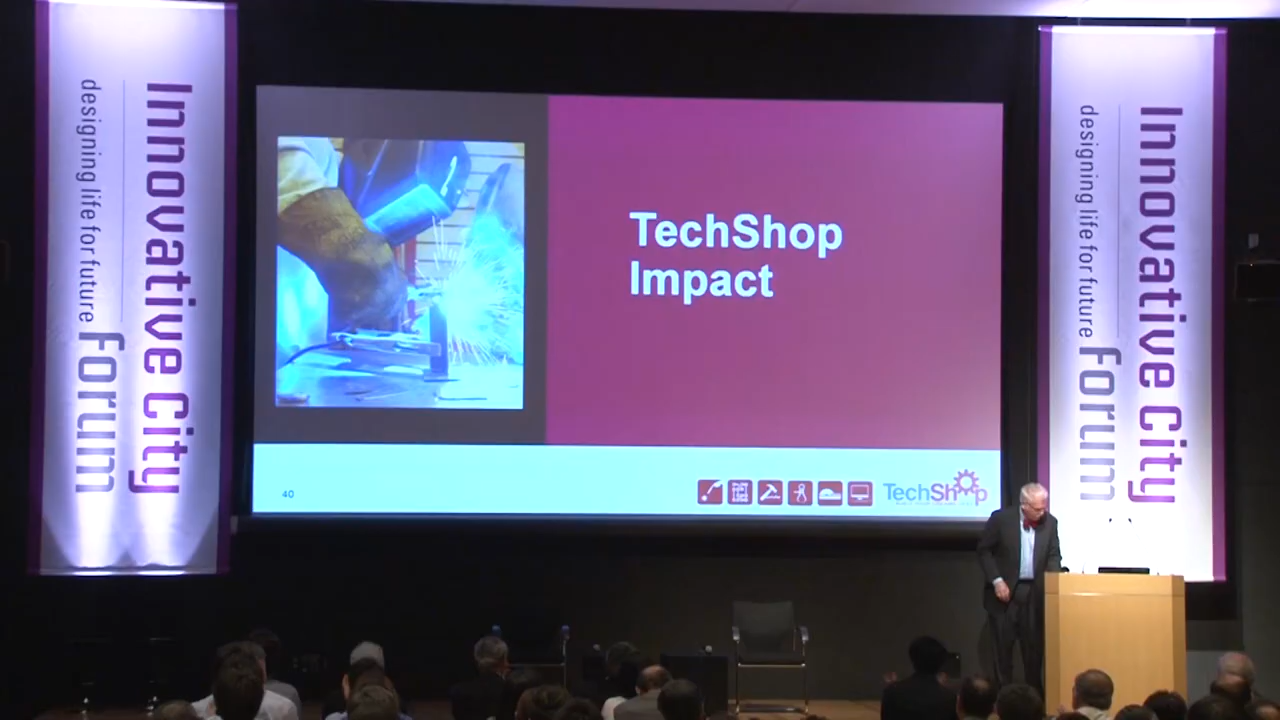 Innovative City
designing life for future
forum
TechShop
Impact
40
TechShop
Innovative City
designing life for future
forum